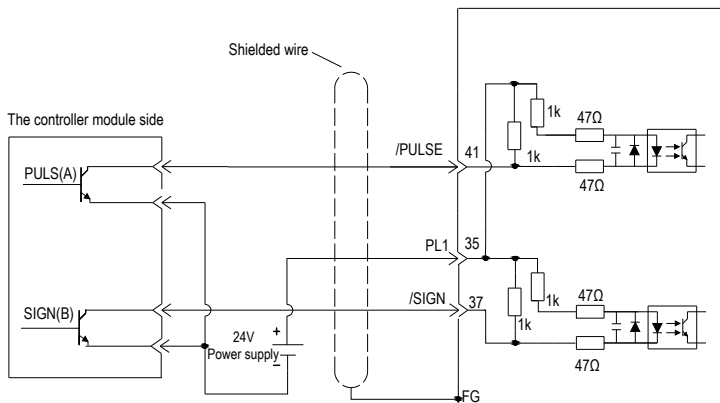 Shielded wire
The controller module side
1k
47Ω
/PULSE
41
1k
47Ω
PULS(A)
PL1
35
/SIGN
37
1k
47Ω
SIGN(B)
24V
Power supply
+
−
1k
47Ω
FG